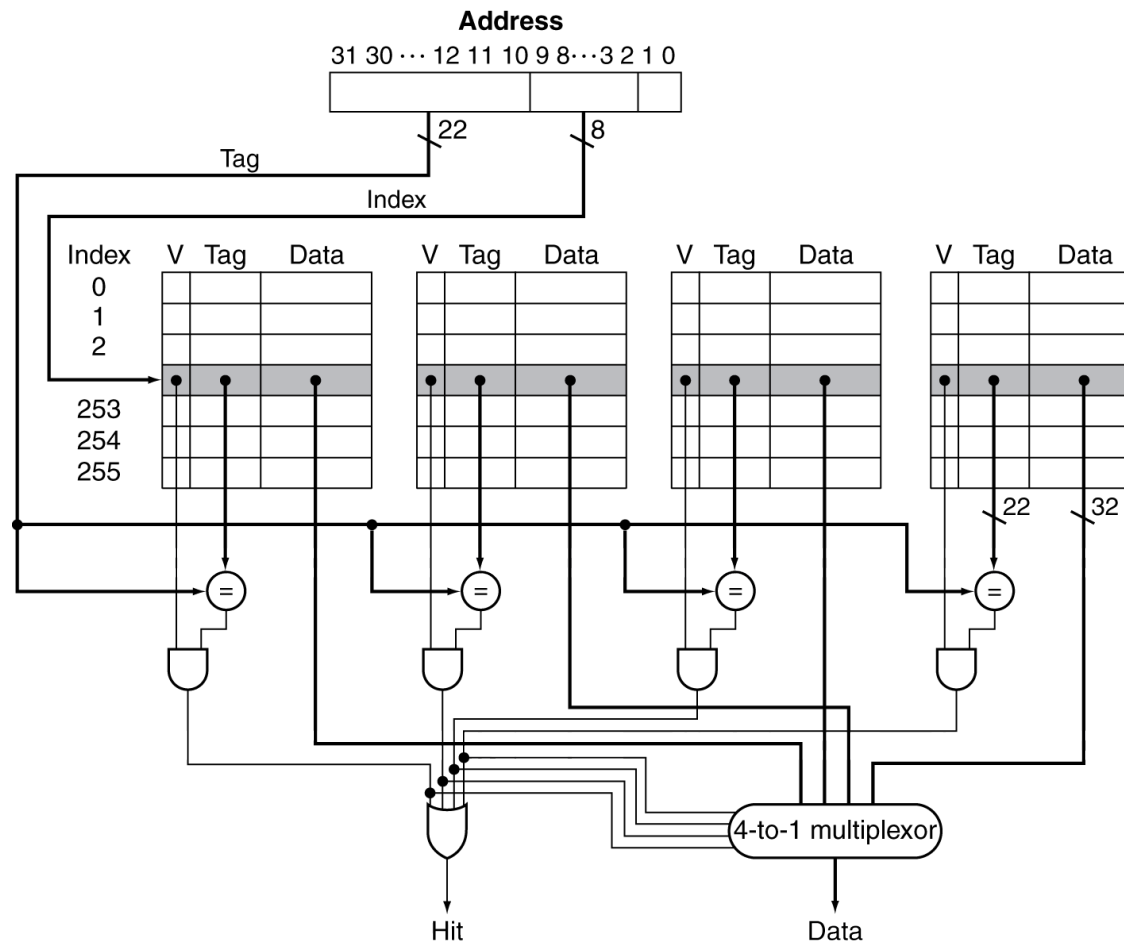 Address
31 30 ··· 12 11 10 9 8···3 2 1 0
22
8
Tag
Index
Index V Tag Data V Tag Data V Tag Data V Tag Data
0
1
2
253
254
255
22
32
= = = =
4-to-1 multiplexor
Hit Data